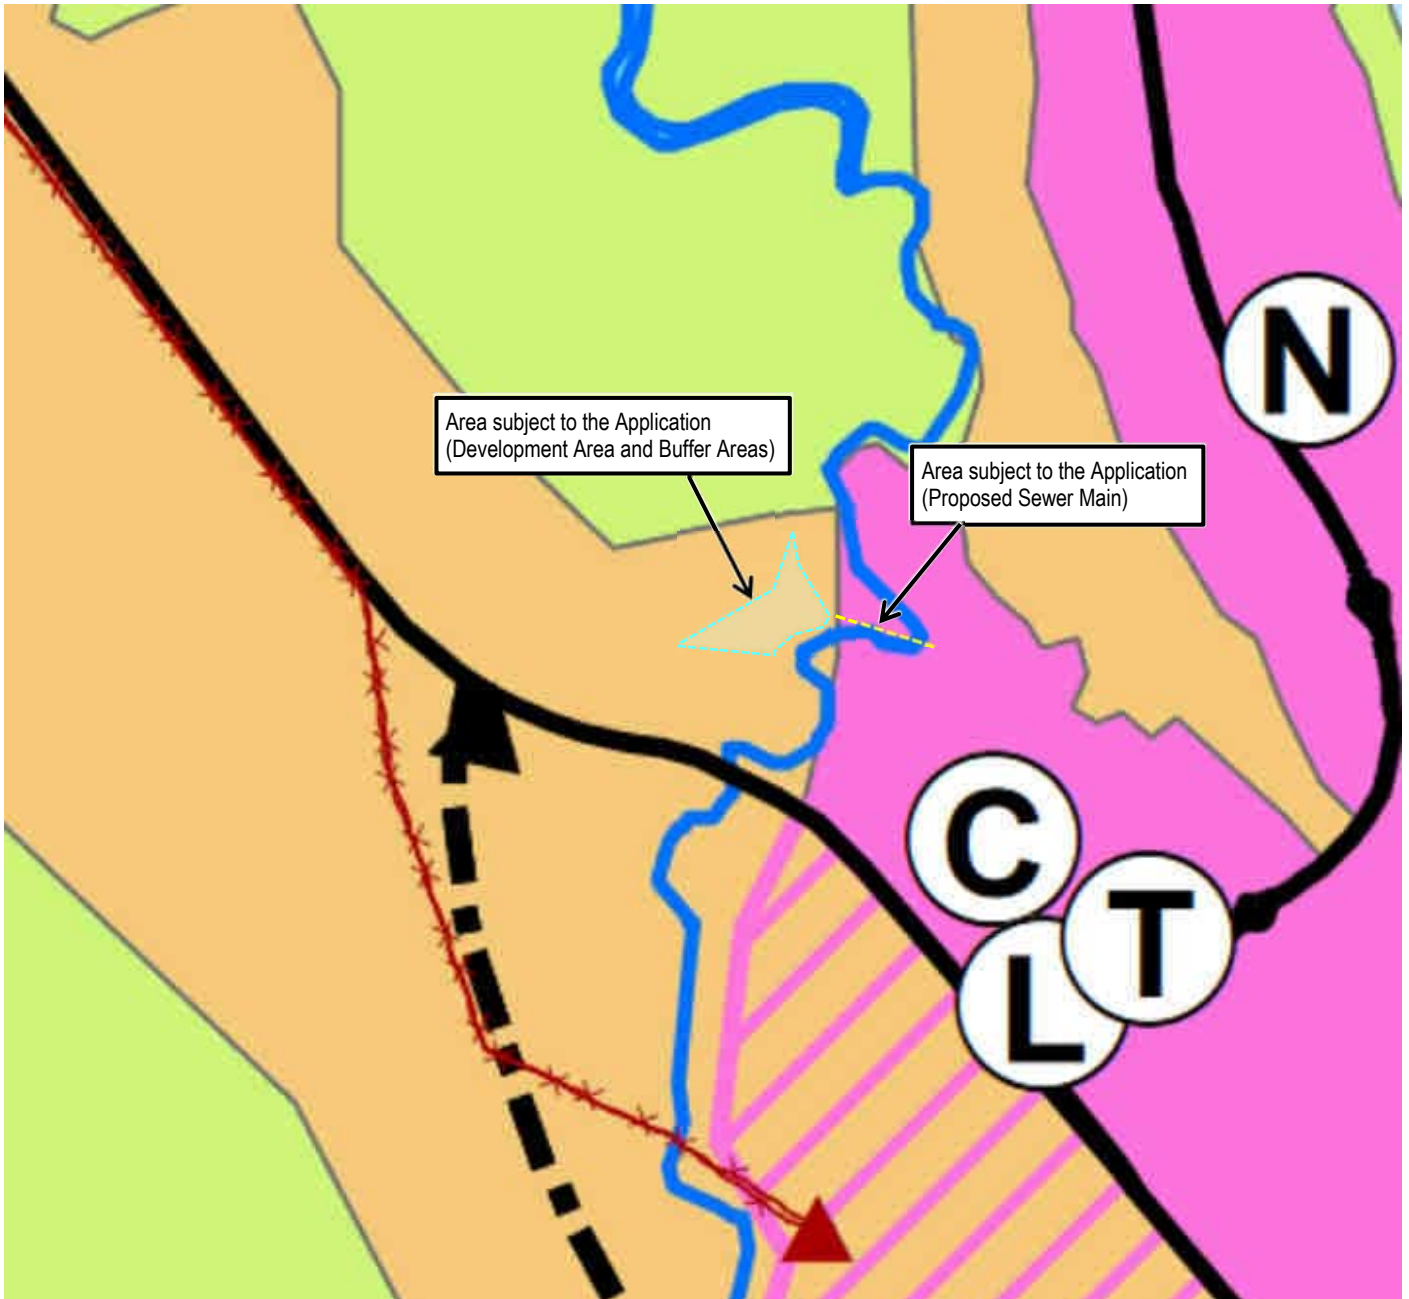 N
Area subject to the Application
(Development Area and Buffer Areas)
Area subject to the Application
(Proposed Sewer Main)
C
T
L